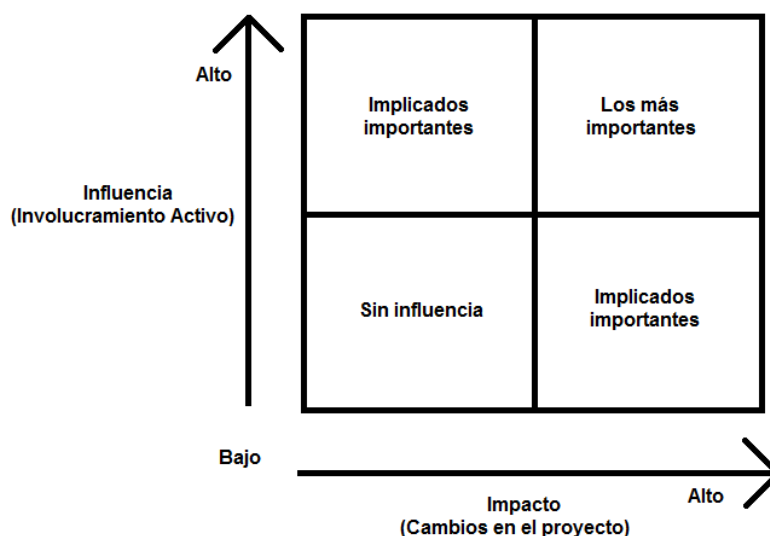 Alto
Implicados
importantes
Los más
importantes
Influencia
(Involucramiento Activo)
Sin influencia
Implicados
importantes
Bajo
Impacto
(Cambios en el proyecto)
Alto